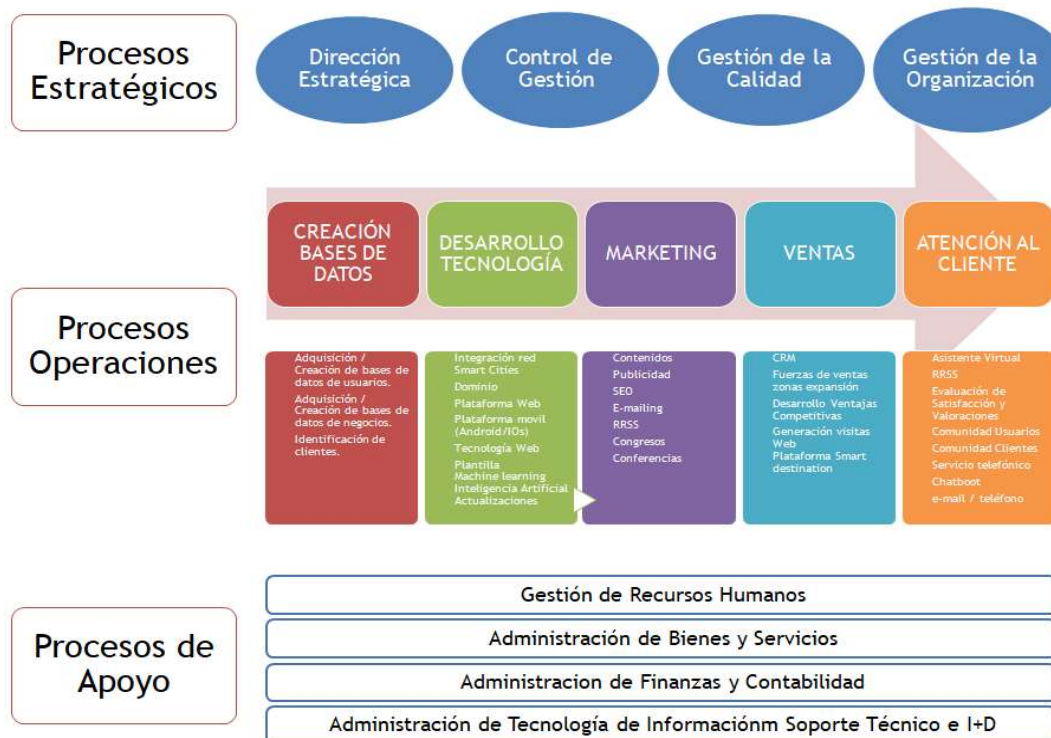 Procesos
Estratégicos
Dirección
Estratégica
Control de
Gestión
Gestión de la
Calidad
Gestión de la
Organización
Procesos
Operaciones
CREACIÓN
BASES DE
DATOS
DESARROLLO
TECNOLOGÍA
MARKETING
VENTAS
ATENCIÓN AL
CLIENTE
Adquisición /
Creación de bases de
datos de usuarios.
Adquisición /
Creación de bases de
datos de negocios.
Identificación de
clientes.
Integración red
Smart Cities
Dominio
Plataforma Web
Plataforma movil
(Android/IOs)
Tecnología Web
Plantilla
Machine learning
Inteligencia Artificial
Actualizaciones
Contenidos
Publicidad
SEO
E-mailing
RRSS
Congresos
Conferencias
CRM
Fuerzas de ventas
zonas expansión
Desarrollo Ventajas
Competitivas
Generación visitas
Web
Plataforma Smart
destination
Asistente Virtual
RRSS
Evaluación de
Satisfacción y
Valoraciones
Comunidad Usuarios
Comunidad Clientes
Servicio telefónico
Chatboot
e-mail / teléfono
Procesos de
Apoyo
Gestión de Recursos Humanos
Administración de Bienes y Servicios
Administracion de Finanzas y Contabilidad
Administración de Tecnología de Informaciónm Soporte Técnico e I+D